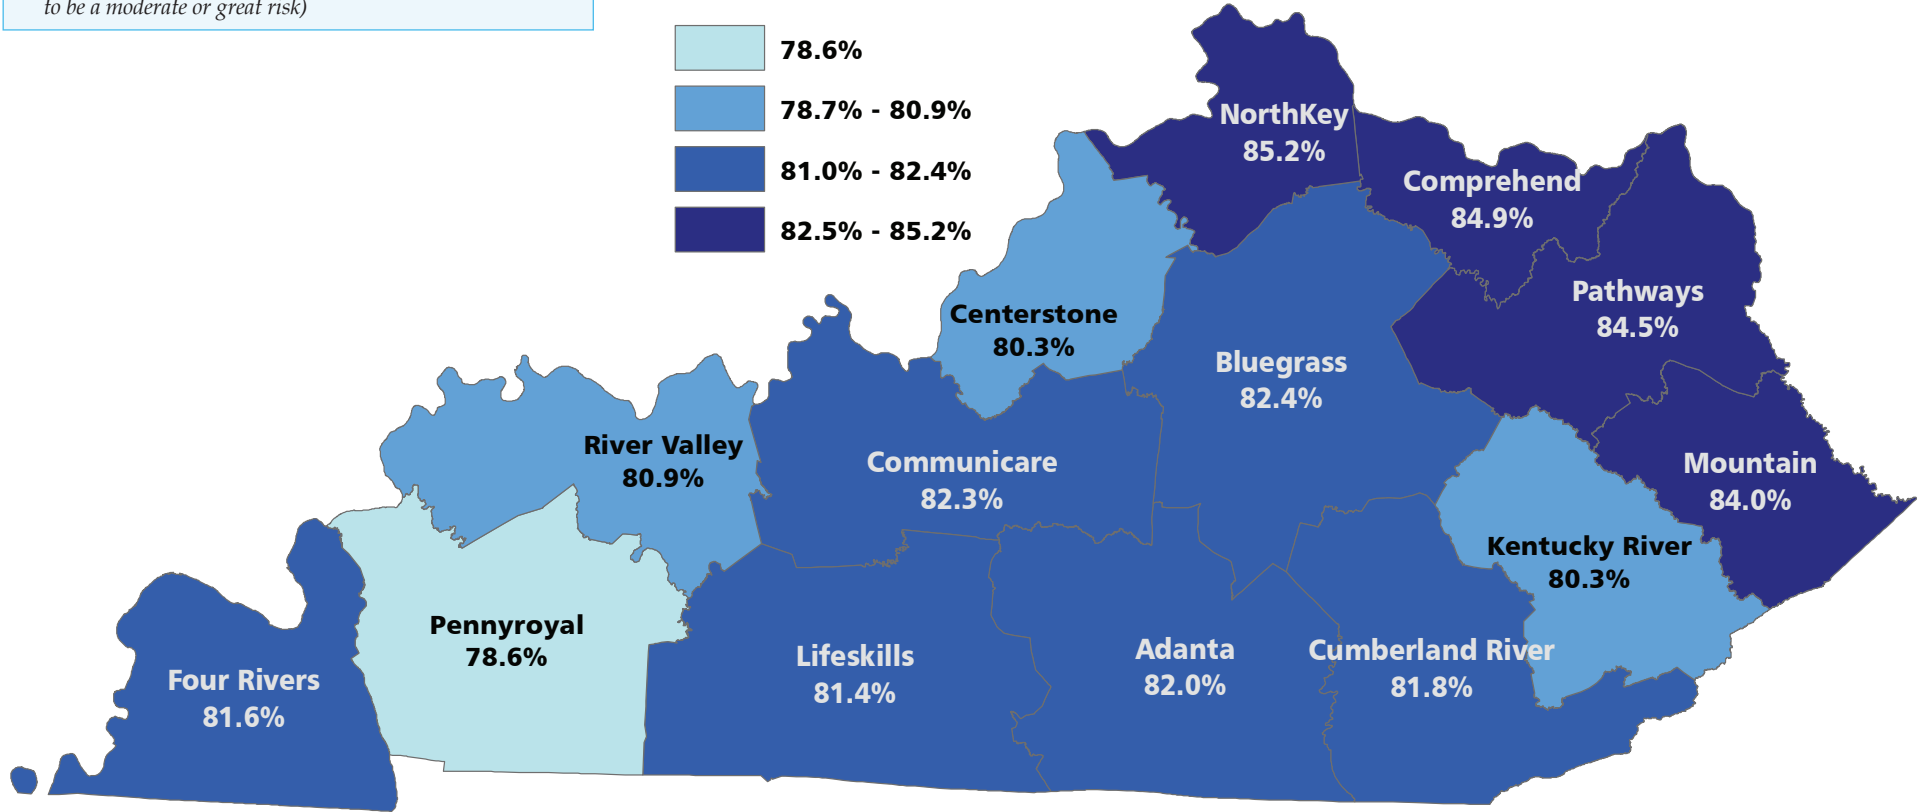 to be a moderate or great risk)
78.6%
78.7% - 80.9%
81.0% - 82.4%
82.5% - 85.2%
NorthKey
85.2%
Comprehend
84.9%
Pathways
84.5%
Centerstone
80.3%
Bluegrass
82.4%
River Valley
80.9%
Communicare
82.3%
Mountain
84.0%
Kentucky River
80.3%
Pennyroyal
78.6%
Four Rivers
81.6%
Lifeskills
81.4%
Adanta
82.0%
Cumberland River
81.8%